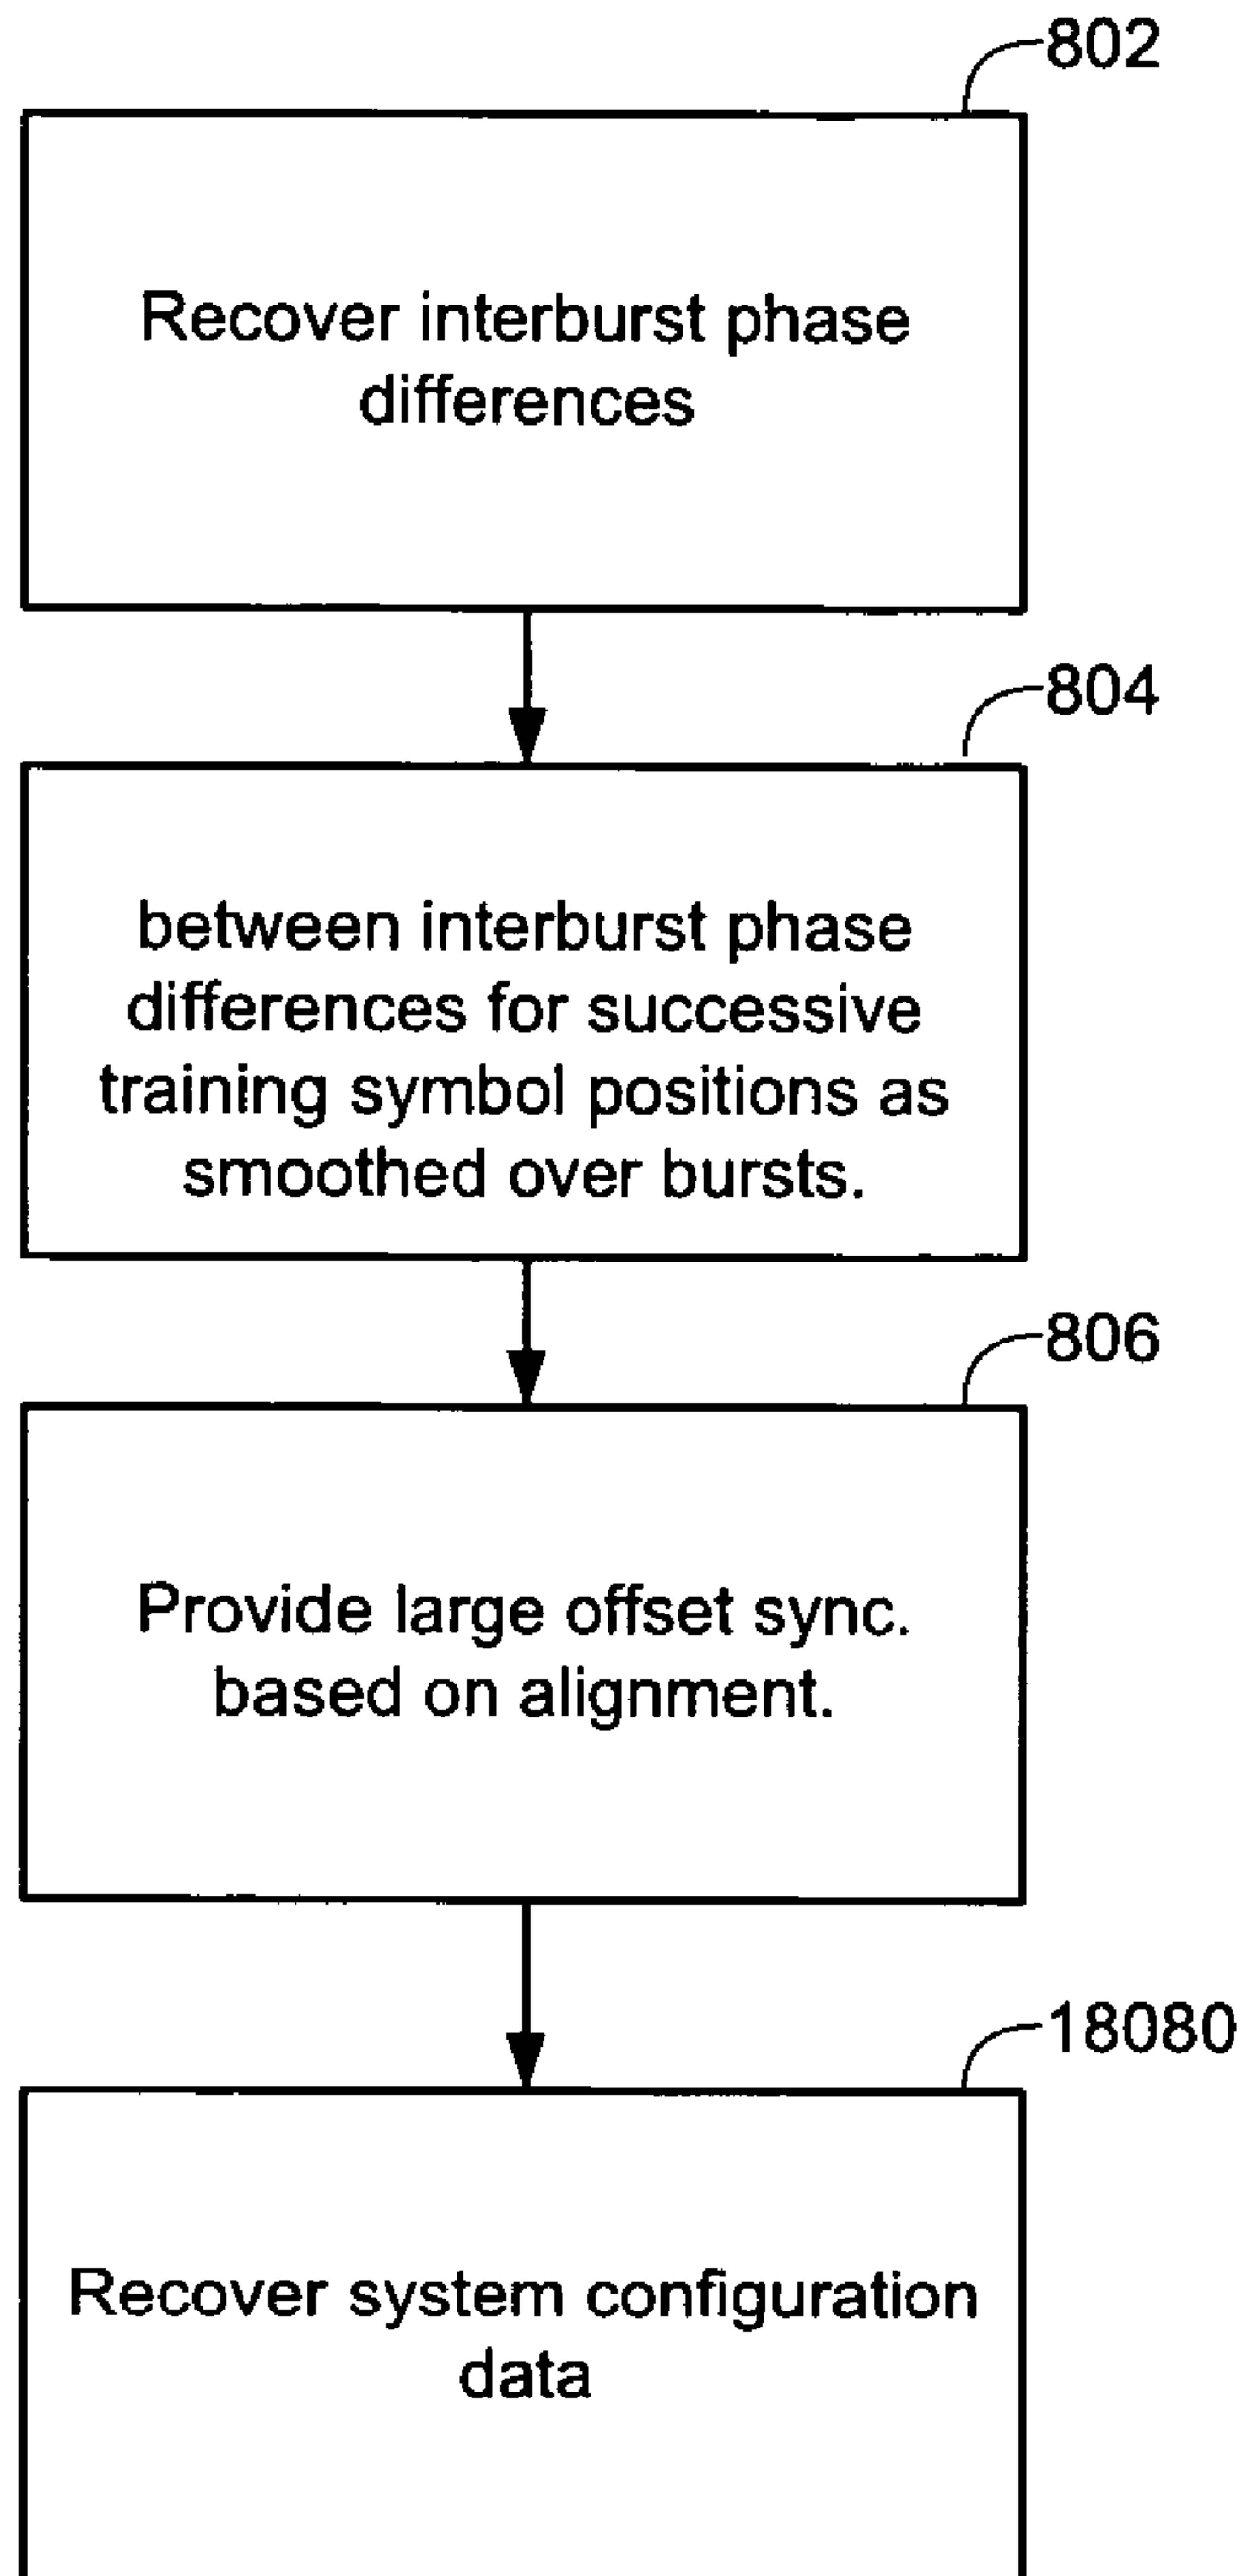 802
Recover interburst phase
differences
804
between interburst phase
differences for successive
training symbol positions as
smoothed over bursts.
806
Provide large offset sync.
based on alignment.
18080
Recover system configuration
data